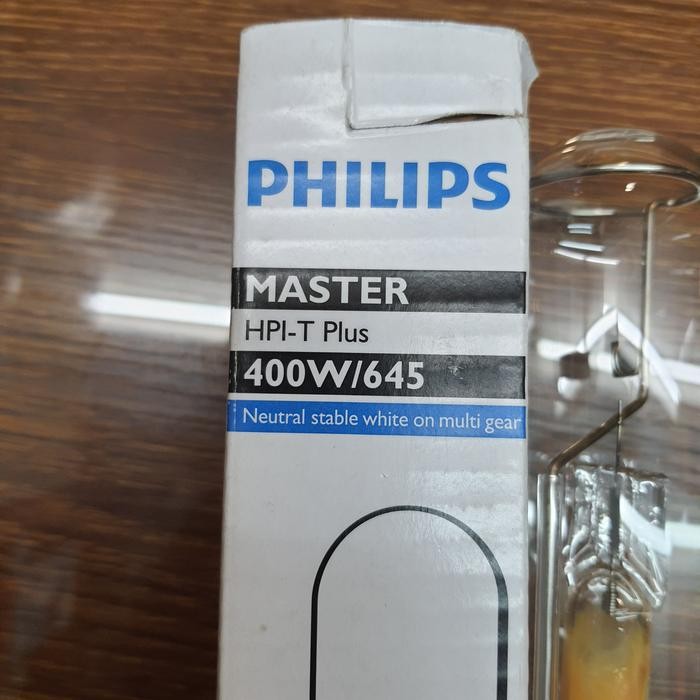 PHILIPS
MASTER
HPI-T Plus
400W/645
Neutral stable white on multi gear